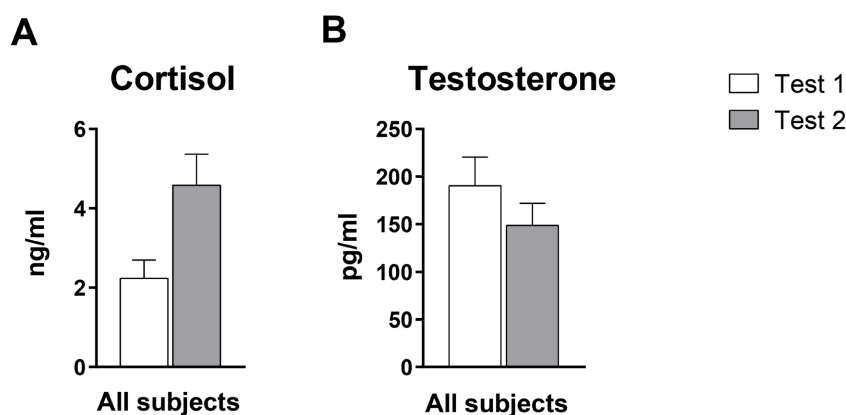 A
Cortisol
6
4
2
0
ng/ml
All subjects
B
Testosterone
250
200
150
100
50
0
pg/ml
All subjects
Test 1
Test 2